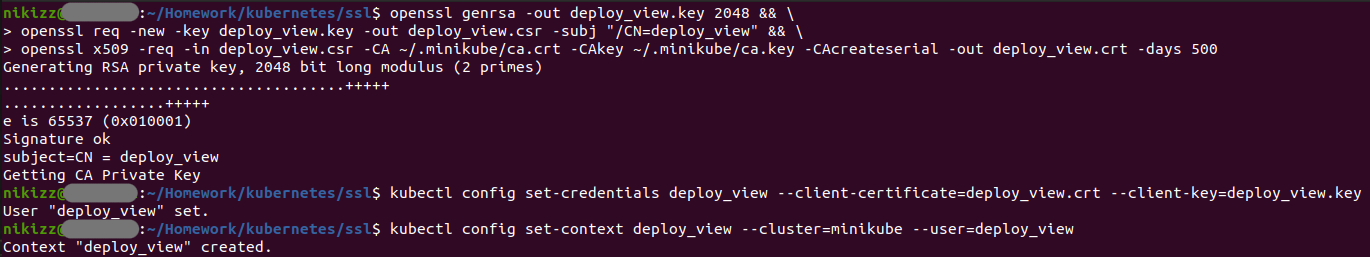 nikizz@:~/Homework/kubernetes/ssl$ openssl genrsa -out deploy_view.key 2048 && \
> openssl req -new -key deploy_view.key -out deploy_view.csr -subj "/CN=deploy_view" && \
> openssl x509 -req -in deploy_view.csr -CA ~/.minikube/ca.crt -CAkey ~/.minikube/ca.key -CAcreateserial -out deploy_view.crt -days 500
Generating RSA private key, 2048 bit long modulus (2 primes)
......................................+++++
..................+++++
e is 65537 (0x010001)
Signature ok
subject=CN = deploy_view
Getting CA Private Key
nikizz@:~/Homework/kubernetes/ssl$ kubectl config set-credentials deploy_view --client-certificate=deploy_view.crt --client-key=deploy_view.key
User "deploy_view" set.
nikizz@:~/Homework/kubernetes/ssl$ kubectl config set-context deploy_view --cluster=minikube --user=deploy_view
Context "deploy_view" created.